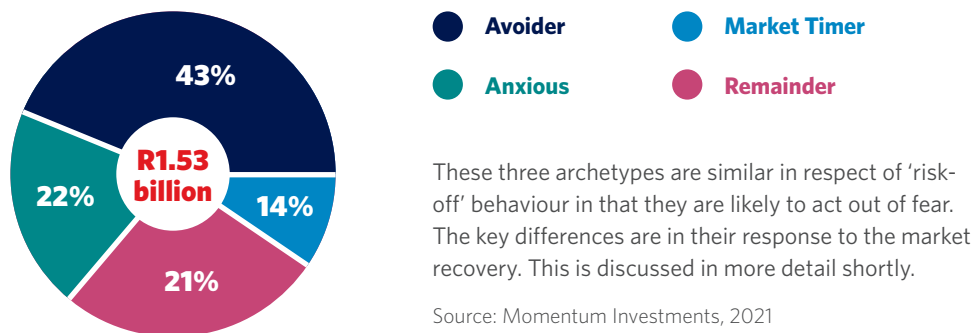 43%
22%
R1.53
billion
14%
21%
Avoider
Market Timer
Anxious
Remainder
These three archetypes are similar in respect of ‘risk-
off’ behaviour in that they are likely to act out of fear.
The key differences are in their response to the market
recovery. This is discussed in more detail shortly.
Source: Momentum Investments, 2021